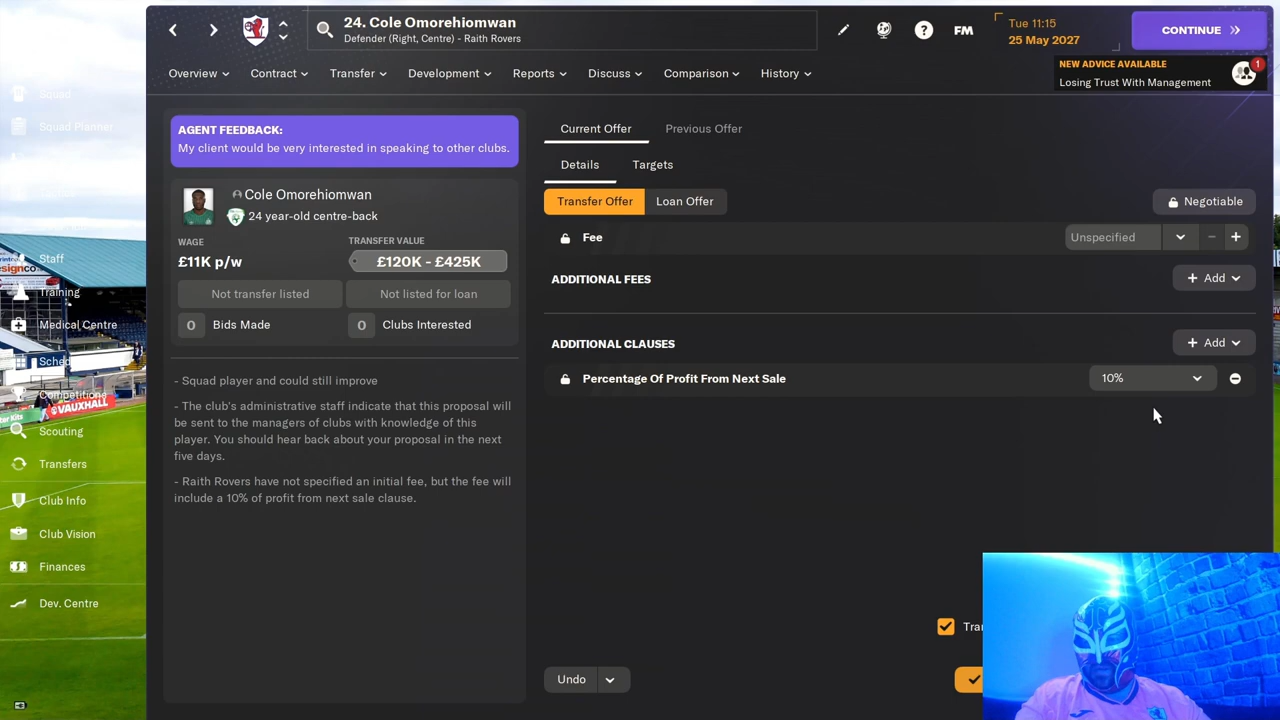 24. Cole Omorehiomwan
Defender (Right, Centre) - Raith Rovers
FM
Tue 11:15
25 May 2027
CONTINUE
Overview
Contract
Transfer
Development
Reports
Discuss
Comparison
History
NEW ADVICE AVAILABLE
1
Losing Trust With Management
Squad
Squad Planner
Staff
Training
Medical Centre
Sched
Competitions
VAUXHALL
Scouting
Transfers
Club Info
Club Vision
Finances
Dev. Centre
AGENT FEEDBACK:
My client would be very interested in speaking to other clubs.
Cole Omorehiomwan
24 year-old centre-back
WAGE
£11K p/w
TRANSFER VALUE
£120K - £425K
Not transfer listed
Not listed for loan
0 Bids Made
0 Clubs Interested
- Squad player and could still improve
- The club's administrative staff indicate that this proposal will
be sent to the managers of clubs with knowledge of this
player. You should hear back about your proposal in the next
five days.
- Raith Rovers have not specified an initial fee, but the fee will
include a 10% of profit from next sale clause.
Current Offer
Previous Offer
Details
Targets
Transfer Offer
Loan Offer
Negotiable
Fee
Unspecified
ADDITIONAL FEES
Add
ADDITIONAL CLAUSES
Add
Percentage Of Profit From Next Sale
10%
Tran
Undo